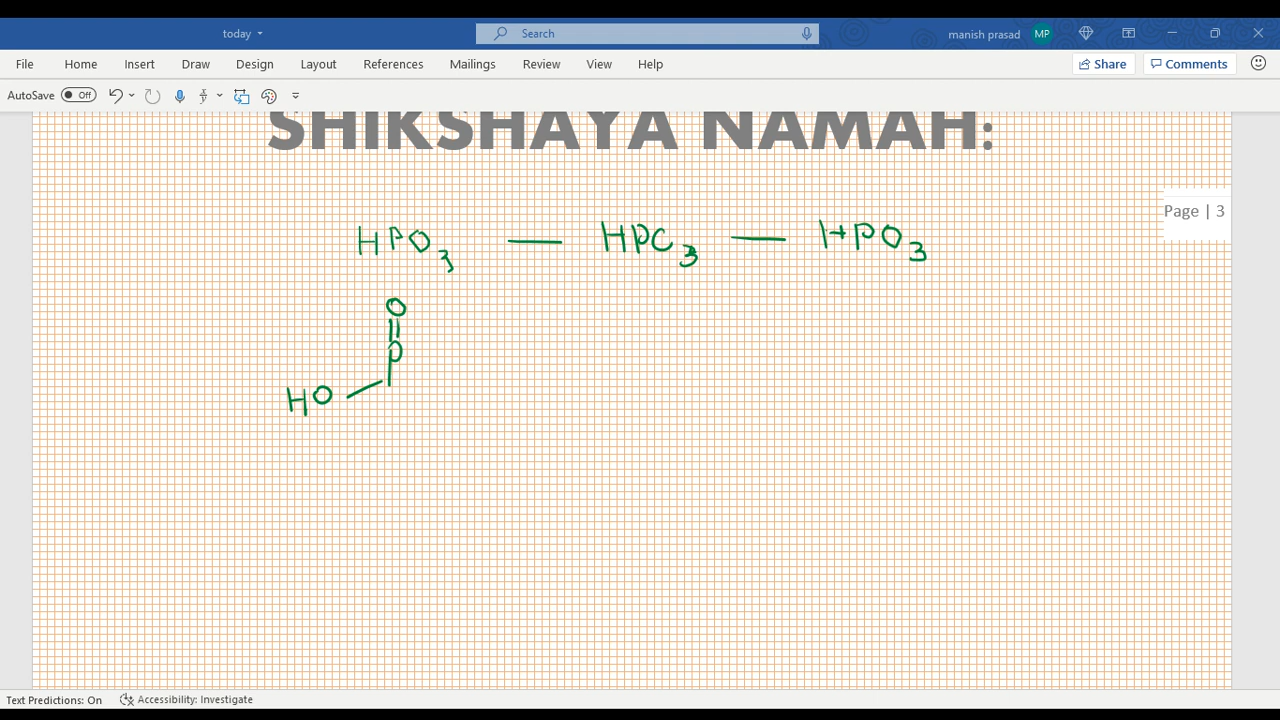 today
Search
manish prasad MP
File Home Insert Draw Design Layout References Mailings Review View Help Share Comments
AutoSave Off
SHIKSHAYA NAMAH:
Page | 3
HPO3 — HPC3 — HPO3
O
P
HO
Text Predictions: On Accessibility: Investigate